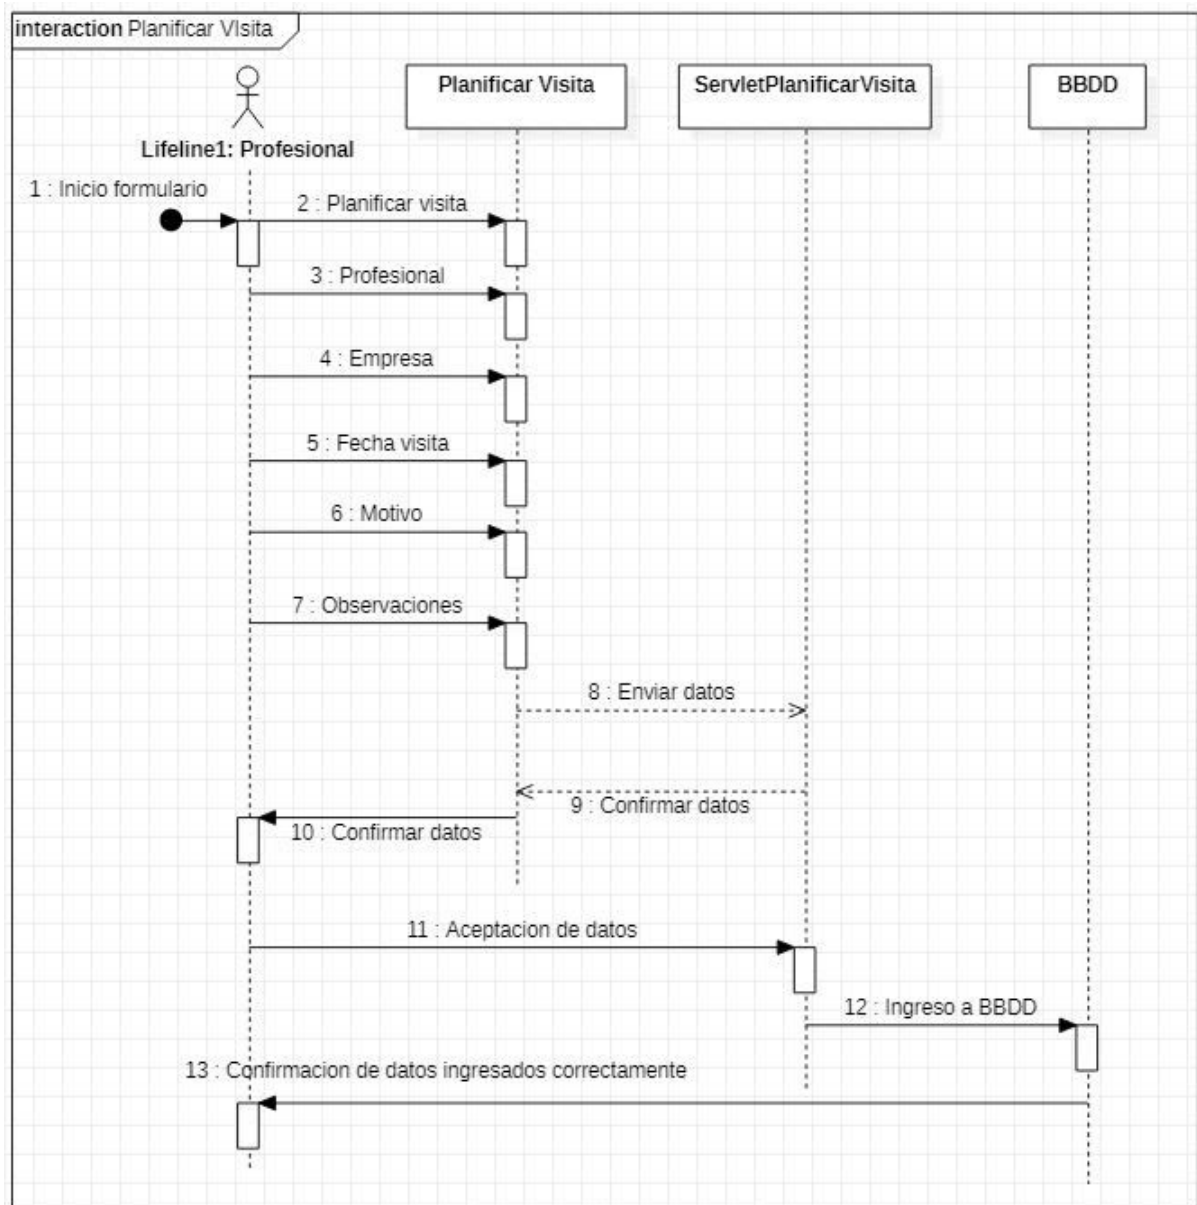 interaction Planificar VIsita
Planificar Visita
ServletPlanificarVisita
BBDD
Lifeline1: Profesional
1 : Inicio formulario
2 : Planificar visita
3 : Profesional
4 : Empresa
5 : Fecha visita
6 : Motivo
7 : Observaciones
8 : Enviar datos
9 : Confirmar datos
10 : Confirmar datos
11 : Aceptacion de datos
12 : Ingreso a BBDD
13 : Confirmacion de datos ingresados correctamente